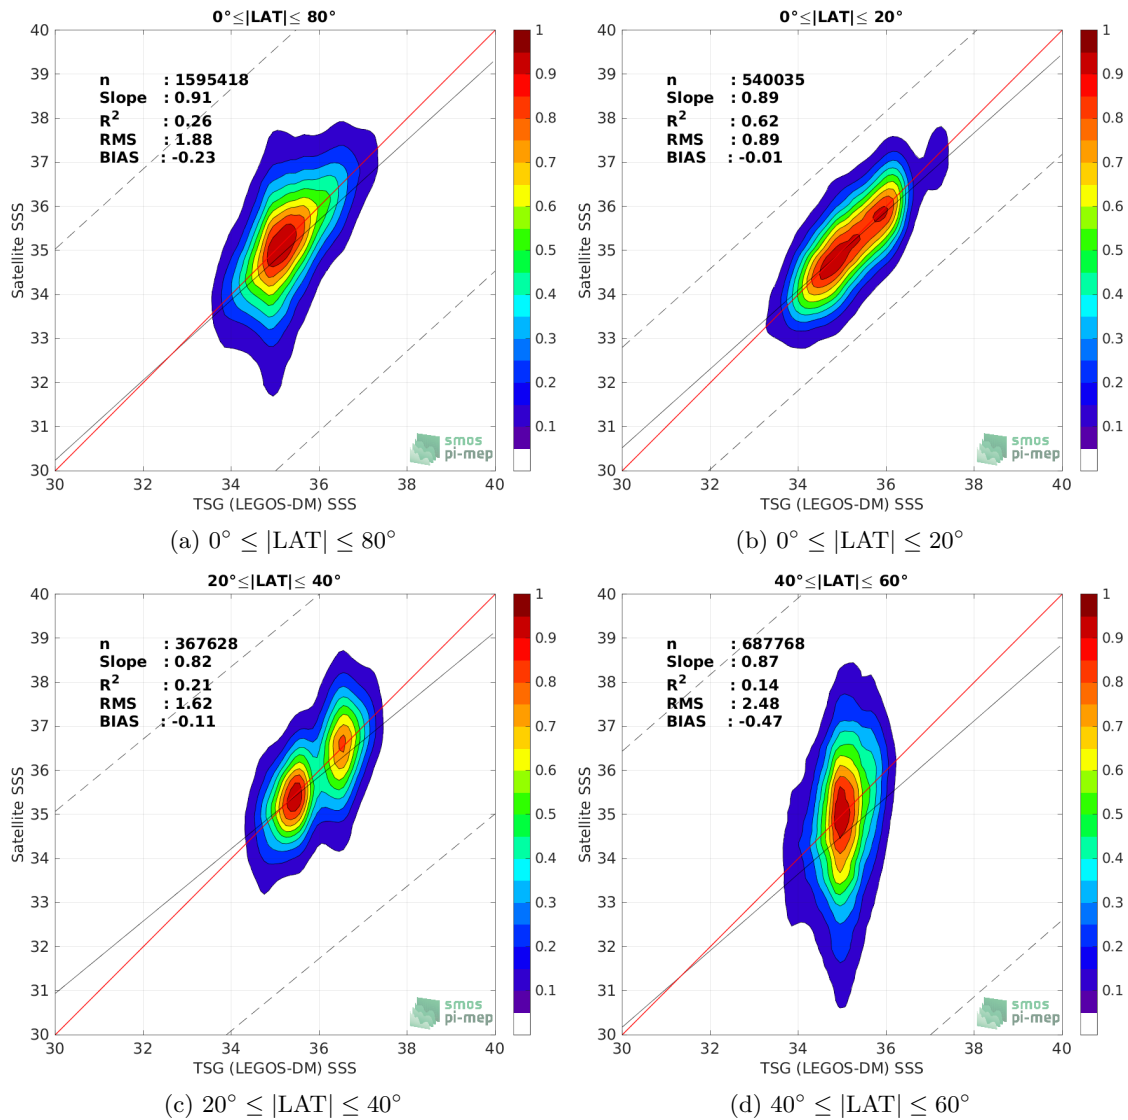 0°≤|LAT|≤ 80°
n : 1595418
Slope : 0.91
R2 : 0.26
RMS : 1.88
BIAS : -0.23
Satellite SSS
40
39
38
37
36
35
34
33
32
31
30
30 32 34 36 38 40
TSG (LEGOS-DM) SSS
1
0.9
0.8
0.7
0.6
0.5
0.4
0.3
0.2
0.1
smos
pi-mep
(a) 0° ≤ |LAT| ≤ 80°
0°≤|LAT|≤ 20°
n : 540035
Slope : 0.89
R2 : 0.62
RMS : 0.89
BIAS : -0.01
Satellite SSS
40
39
38
37
36
35
34
33
32
31
30
30 32 34 36 38 40
TSG (LEGOS-DM) SSS
1
0.9
0.8
0.7
0.6
0.5
0.4
0.3
0.2
0.1
smos
pi-mep
(b) 0° ≤ |LAT| ≤ 20°
20°≤|LAT|≤ 40°
n : 367628
Slope : 0.82
R2 : 0.21
RMS : 1.62
BIAS : -0.11
Satellite SSS
40
39
38
37
36
35
34
33
32
31
30
30 32 34 36 38 40
TSG (LEGOS-DM) SSS
1
0.9
0.8
0.7
0.6
0.5
0.4
0.3
0.2
0.1
smos
pi-mep
(c) 20° ≤ |LAT| ≤ 40°
40°≤|LAT|≤ 60°
n : 687768
Slope : 0.87
R2 : 0.14
RMS : 2.48
BIAS : -0.47
Satellite SSS
40
39
38
37
36
35
34
33
32
31
30
30 32 34 36 38 40
TSG (LEGOS-DM) SSS
1
0.9
0.8
0.7
0.6
0.5
0.4
0.3
0.2
0.1
smos
pi-mep
(d) 40° ≤ |LAT| ≤ 60°